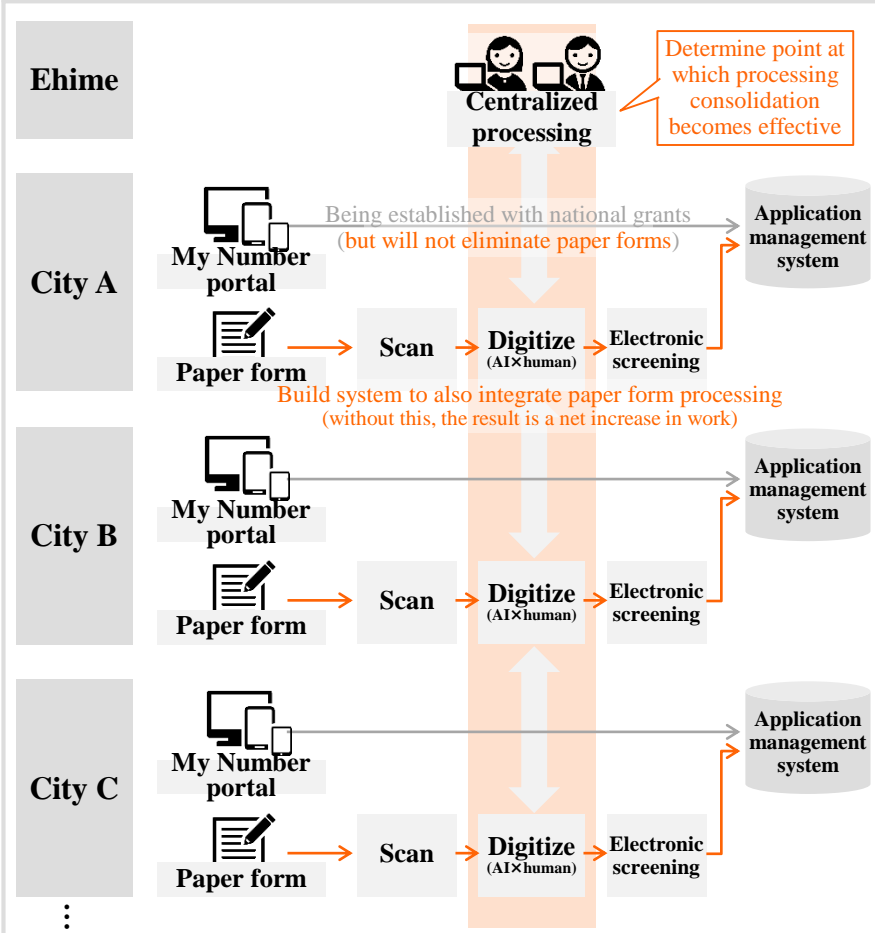 Ehime
Centralized
processing
Determine point at
which processing
consolidation
becomes effective
City A
My Number
portal
Being established with national grants
(but will not eliminate paper forms)
Application
management
system
Paper form
Scan
Digitize
(AI×human)
Electronic
screening
Build system to also integrate paper form processing
(without this, the result is a net increase in work)
City B
My Number
portal
Application
management
system
Paper form
Scan
Digitize
(AI×human)
Electronic
screening
City C
My Number
portal
Application
management
system
Paper form
Scan
Digitize
(AI×human)
Electronic
screening
⋮